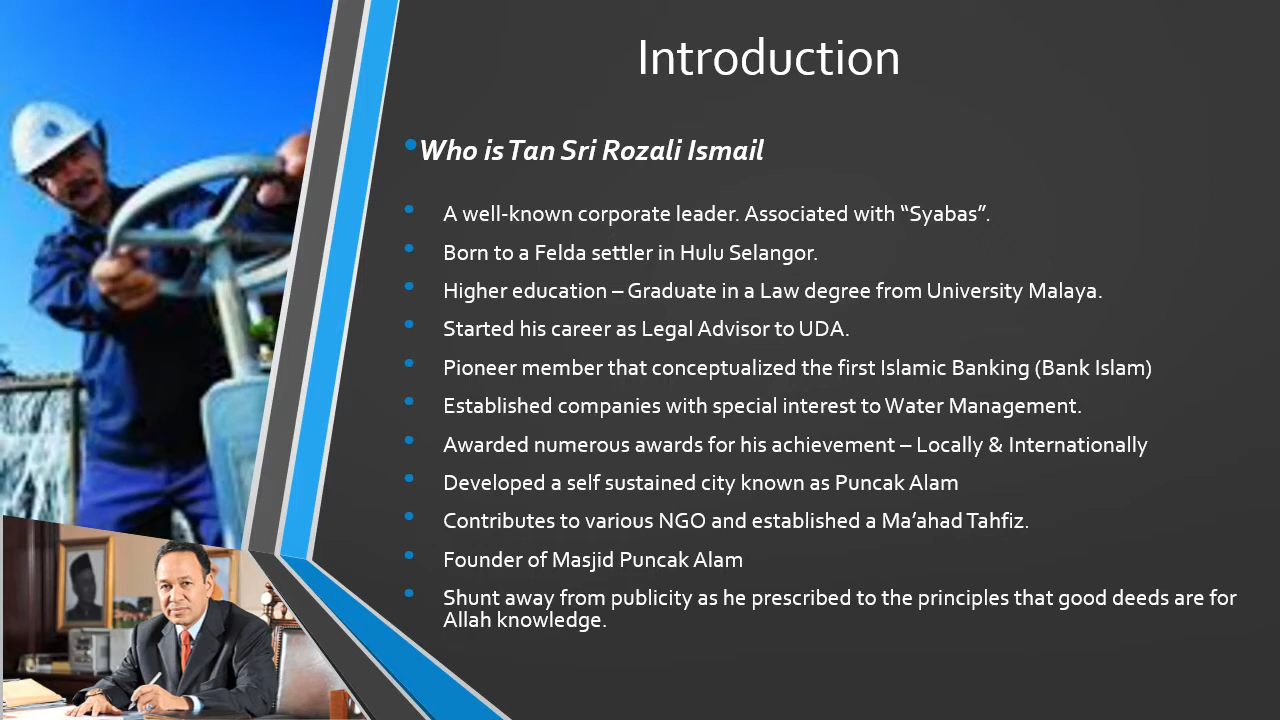 Introduction
Who is Tan Sri Rozali Ismail
A well-known corporate leader. Associated with “Syabas”.
Born to a Felda settler in Hulu Selangor.
Higher education – Graduate in a Law degree from University Malaya.
Started his career as Legal Advisor to UDA.
Pioneer member that conceptualized the first Islamic Banking (Bank Islam)
Established companies with special interest to Water Management.
Awarded numerous awards for his achievement – Locally & Internationally
Developed a self sustained city known as Puncak Alam
Contributes to various NGO and established a Ma’ahad Tahfiz.
Founder of Masjid Puncak Alam
Shunt away from publicity as he prescribed to the principles that good deeds are for
Allah knowledge.